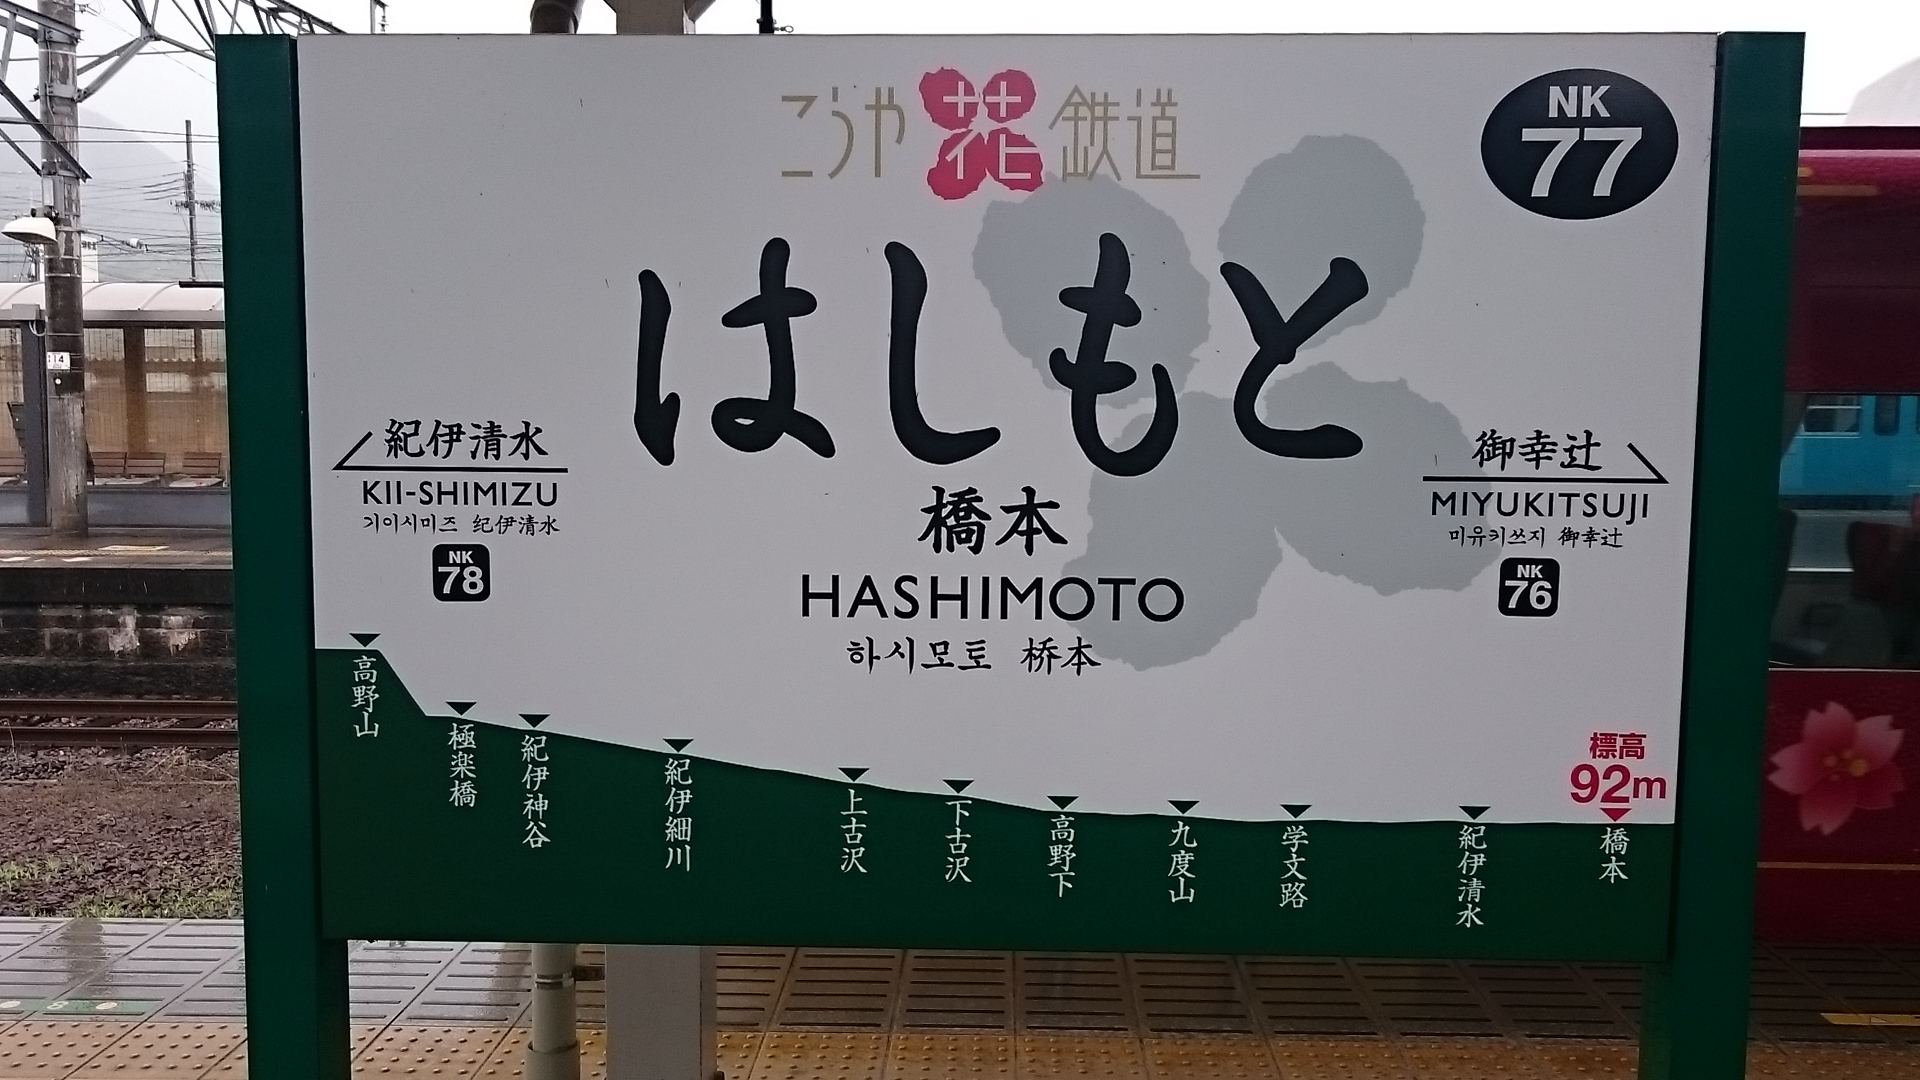 こうや花鉄道
NK
77
はしもと
橋本
HASHIMOTO
하시모토 桥本
紀伊清水
KII-SHIMIZU
기이시미즈 纪伊清水
NK
78
御幸辻
MIYUKITSUJI
미유키쓰지 御幸辻
NK
76
標高
92m
高野山
極楽橋
紀伊神谷
紀伊細川
上古沢
下古沢
高野下
九度山
学文路
紀伊清水
橋本